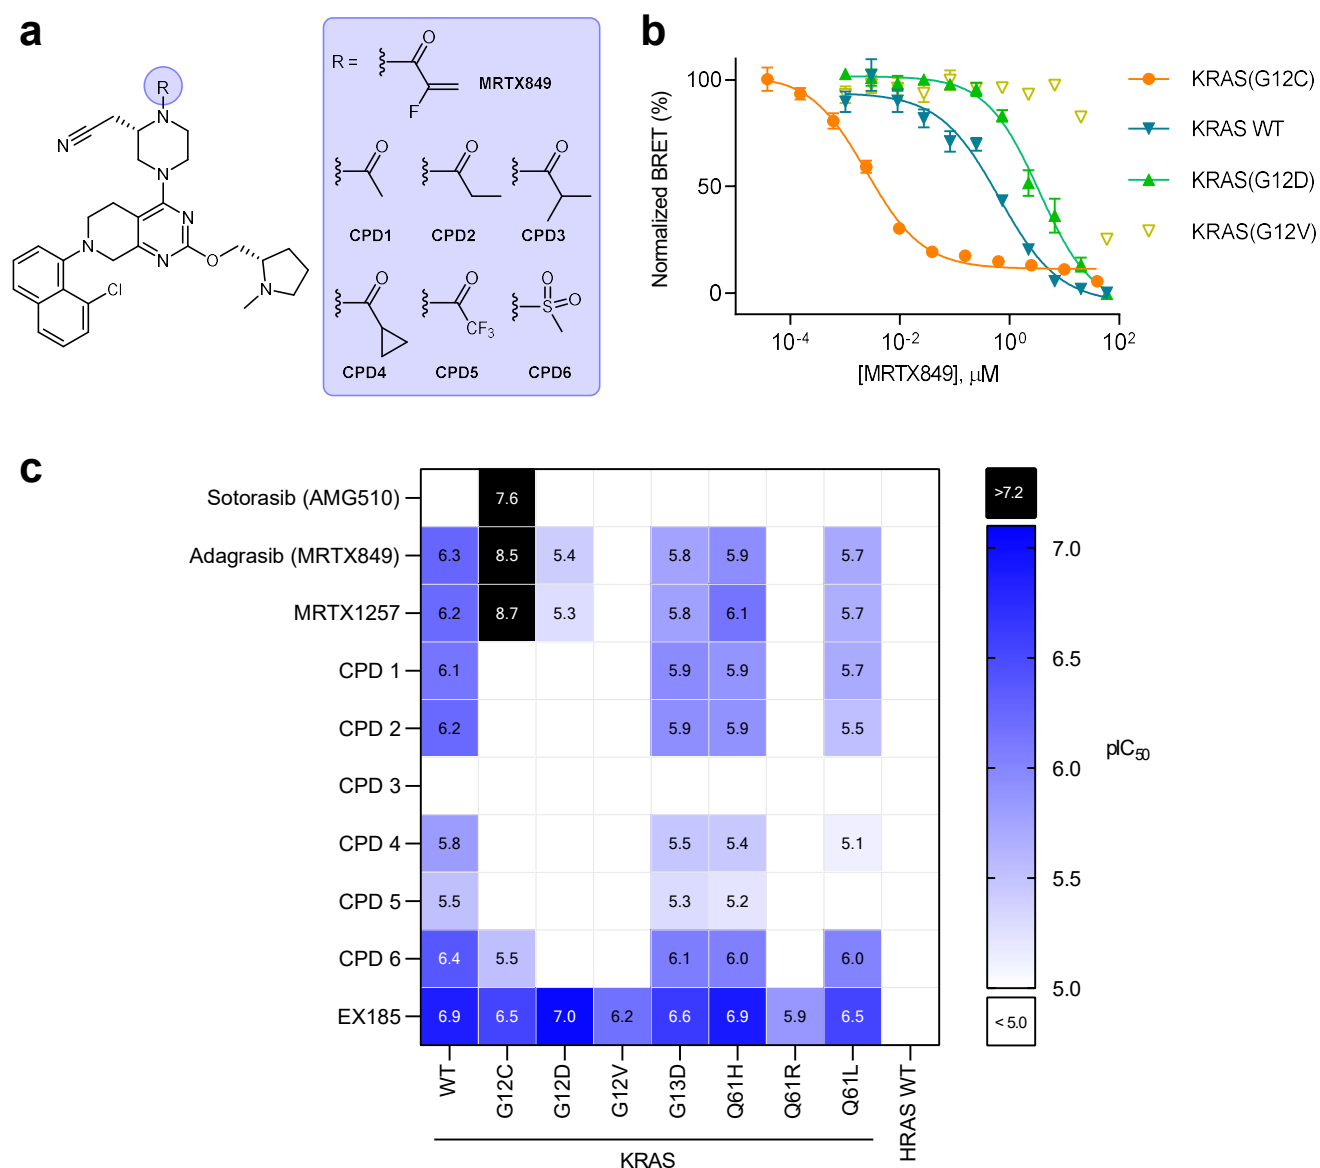 a
R
N
N
N
N
N
N
O
N
Cl
R =
O
F
MRTX849
O
O
O
CPD1 CPD2 CPD3
O
O
CF3
O
S
O
CPD4 CPD5 CPD6
b
Normalized BRET (%)
100
50
0
10-4 10-2 100 102
[MRTX849], μM
KRAS(G12C)
KRAS WT
KRAS(G12D)
KRAS(G12V)
c
Sotorasib (AMG510) 7.6
Adagrasib (MRTX849) 6.3 8.5 5.4 5.8 5.9 5.7
MRTX1257 6.2 8.7 5.3 5.8 6.1 5.7
CPD 1 6.1 5.9 5.9 5.7
CPD 2 6.2 5.9 5.9 5.5
CPD 3
CPD 4 5.8 5.5 5.4 5.1
CPD 5 5.5 5.3 5.2
CPD 6 6.4 5.5 6.1 6.0 6.0
EX185 6.9 6.5 7.0 6.2 6.6 6.9 5.9 6.5
WT G12C G12D G12V G13D Q61H Q61R Q61L HRAS WT
KRAS
>7.2
7.0
6.5
6.0
5.5
5.0
< 5.0
pIC50